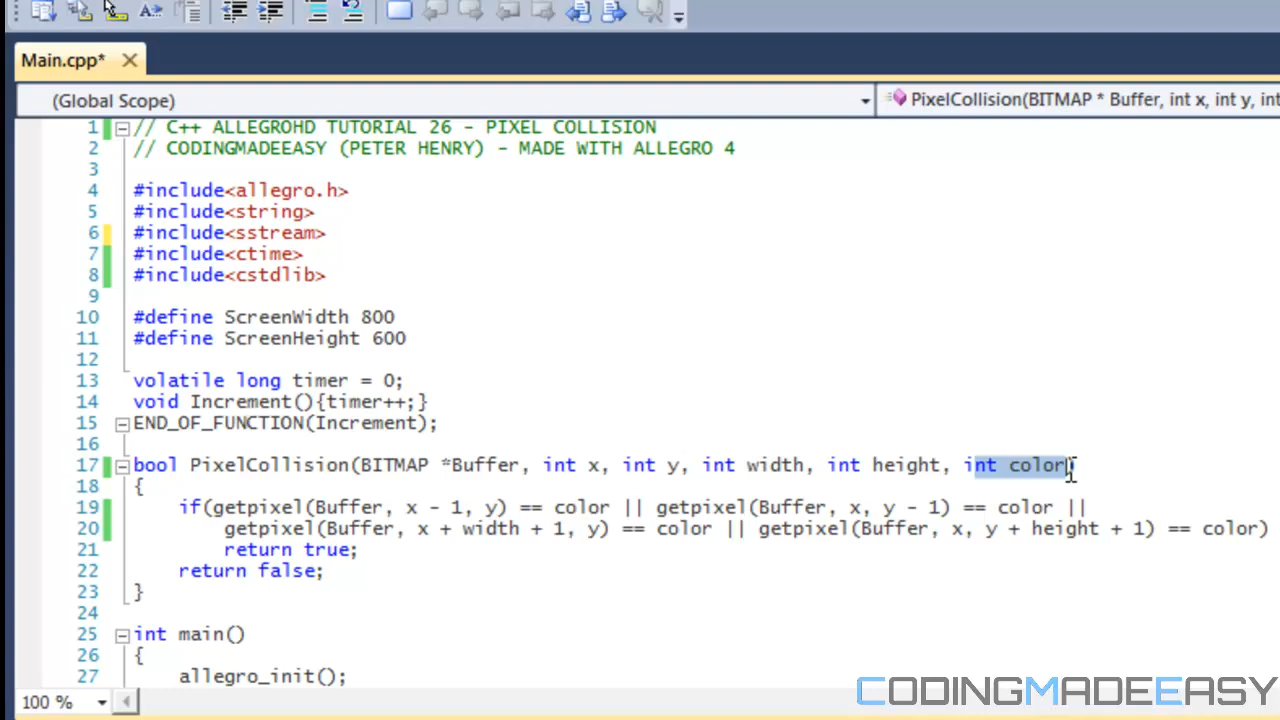 Main.cpp*
(Global Scope) PixelCollision(BITMAP * Buffer, int x, int y, int
1 // C++ ALLEGROHD TUTORIAL 26 - PIXEL COLLISION
2 // CODINGMADEEASY (PETER HENRY) - MADE WITH ALLEGRO 4
3
4 #include<allegro.h>
5 #include<string>
6 #include<sstream>
7 #include<ctime>
8 #include<cstdlib>
9
10 #define ScreenWidth 800
11 #define ScreenHeight 600
12
13 volatile long timer = 0;
14 void Increment(){timer++;}
15 END_OF_FUNCTION(Increment);
16
17 bool PixelCollision(BITMAP *Buffer, int x, int y, int width, int height, int color)
18 {
19 if(getpixel(Buffer, x - 1, y) == color || getpixel(Buffer, x, y - 1) == color ||
20 getpixel(Buffer, x + width + 1, y) == color || getpixel(Buffer, x, y + height + 1) == color)
21 return true;
22 return false;
23 }
24
25 int main()
26 {
27 allegro_init();
100 %
CODINGMADEEASY